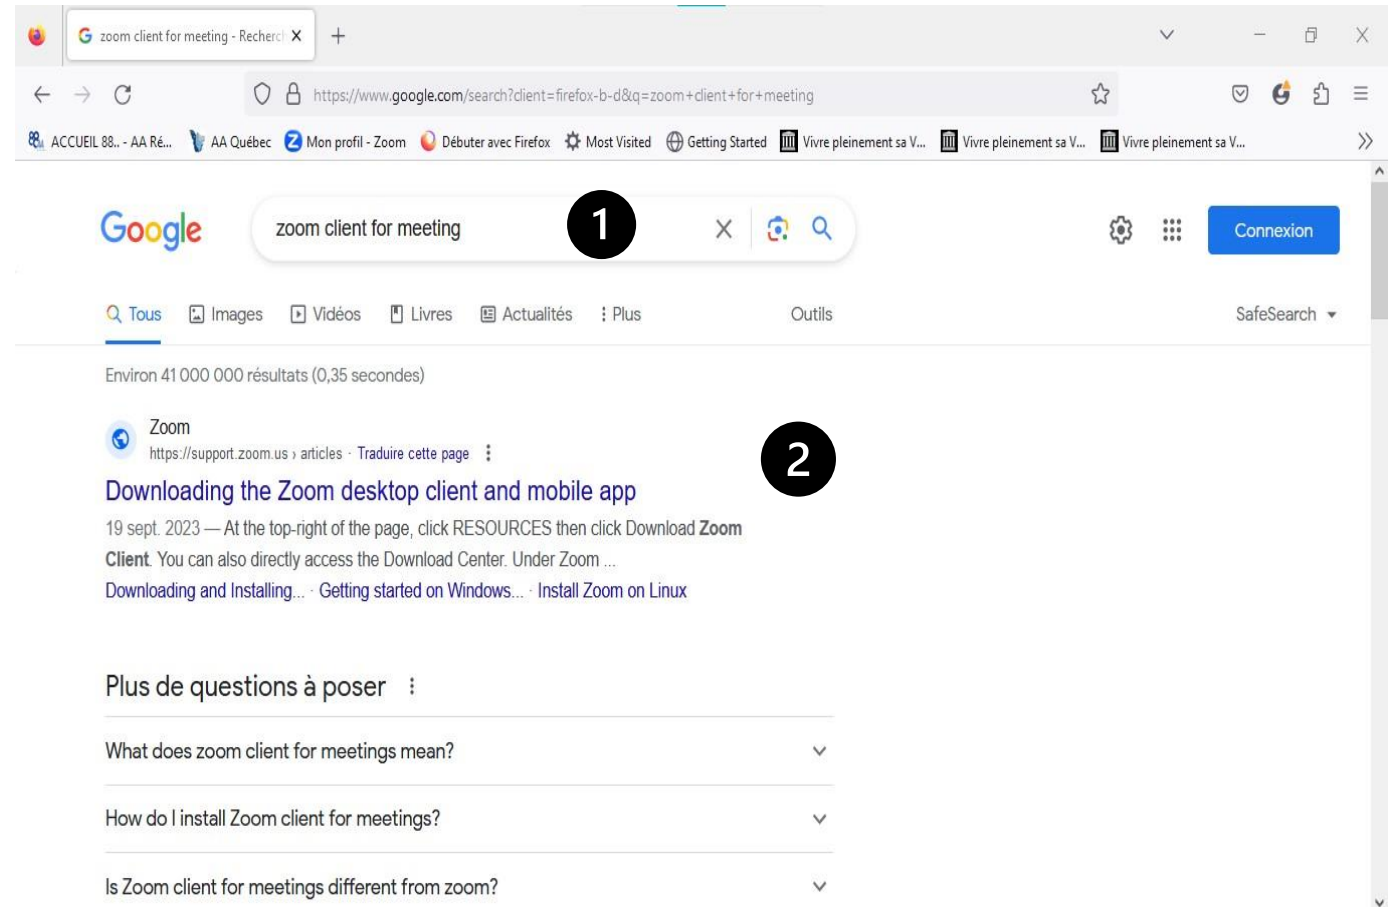 zoom client for meeting - Recherc
https://www.google.com/search?client=firefox-b-d&q=zoom+client+for+meeting
ACCUEIL 88.. - AA Ré... AA Québec Mon profil - Zoom Débuter avec Firefox Most Visited Getting Started Vivre pleinement sa V... Vivre pleinement sa V... Vivre pleinement sa V...
Google zoom client for meeting 1 Connexion
Tous Images Vidéos Livres Actualités Plus Outils SafeSearch
Environ 41 000 000 résultats (0,35 secondes)
Zoom
https://support.zoom.us › articles · Traduire cette page
2
Downloading the Zoom desktop client and mobile app
19 sept. 2023 — At the top-right of the page, click RESOURCES then click Download Zoom
Client. You can also directly access the Download Center. Under Zoom ...
Downloading and Installing... · Getting started on Windows... · Install Zoom on Linux
Plus de questions à poser
What does zoom client for meetings mean?
How do I install Zoom client for meetings?
Is Zoom client for meetings different from zoom?